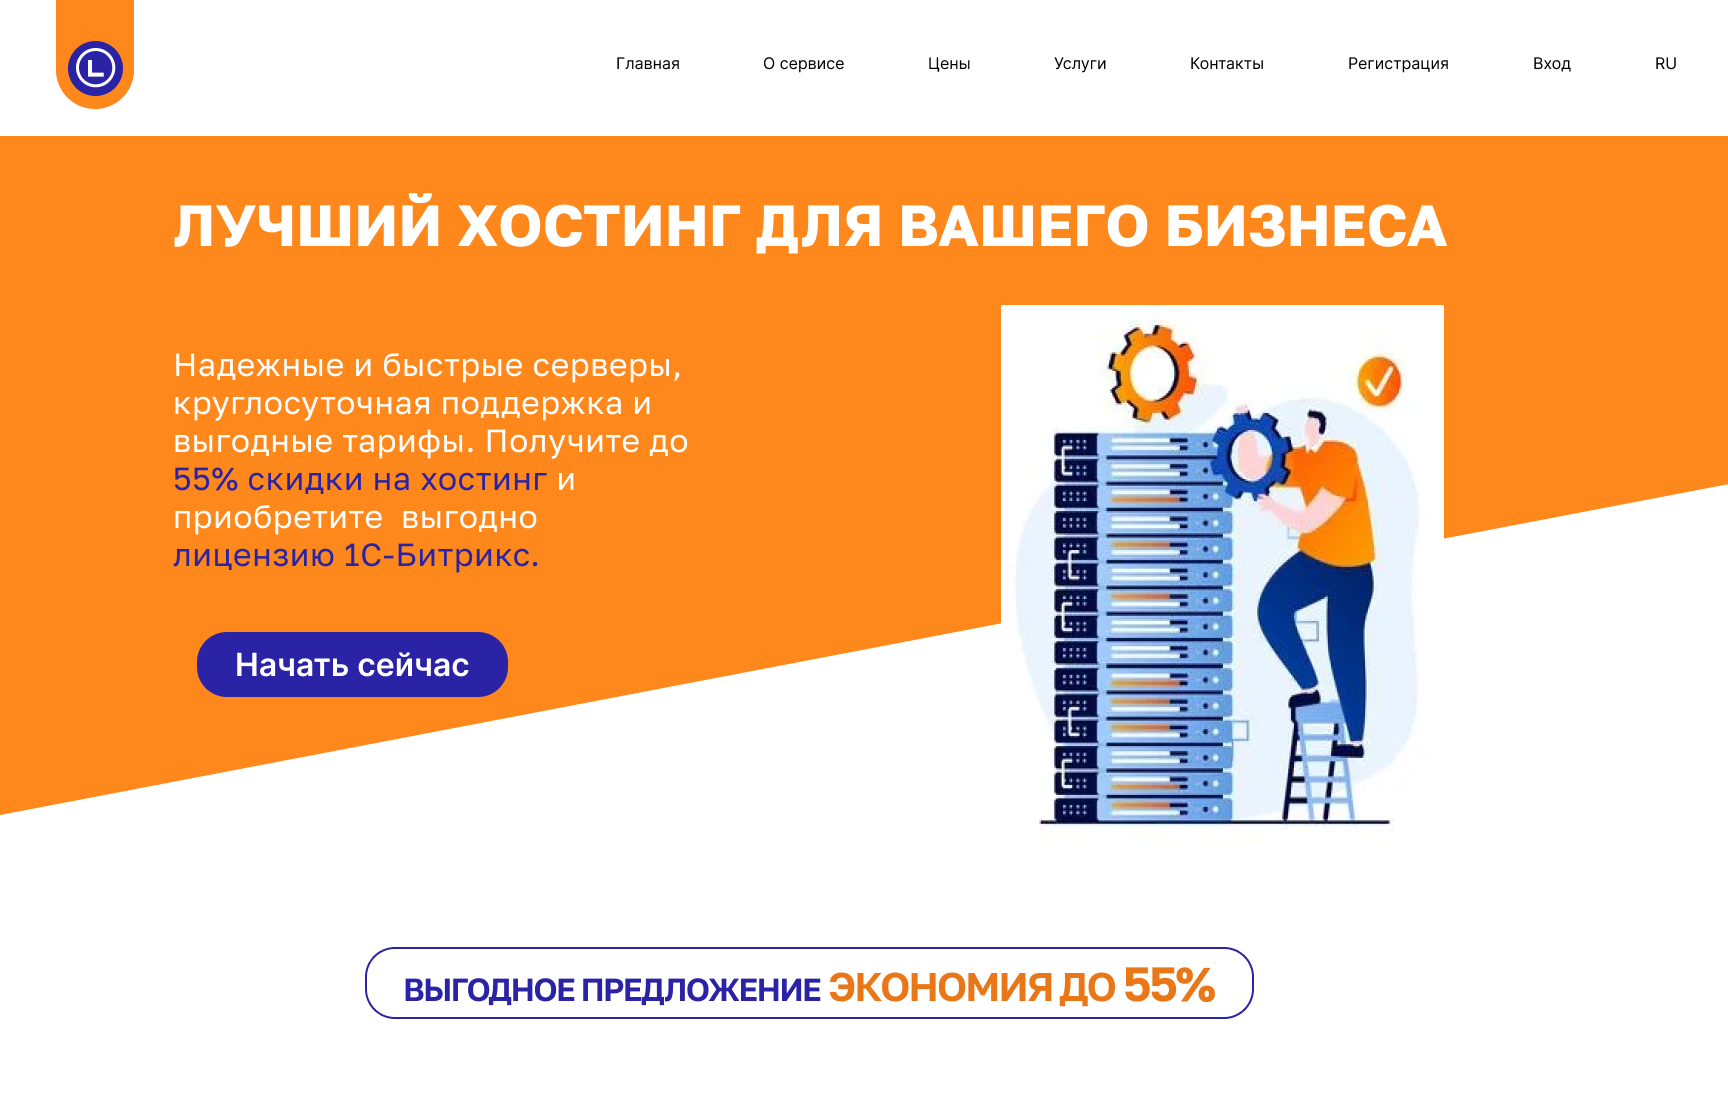 L
Главная О сервисе Цены Услуги Контакты Регистрация Вход RU
ЛУЧШИЙ ХОСТИНГ ДЛЯ ВАШЕГО БИЗНЕСА
Надежные и быстрые серверы,
круглосуточная поддержка и
выгодные тарифы. Получите до
55% скидки на хостинг и
приобретите выгодно
лицензию 1С-Битрикс.
Начать сейчас
ВЫГОДНОЕ ПРЕДЛОЖЕНИЕ ЭКОНОМИЯ ДО 55%